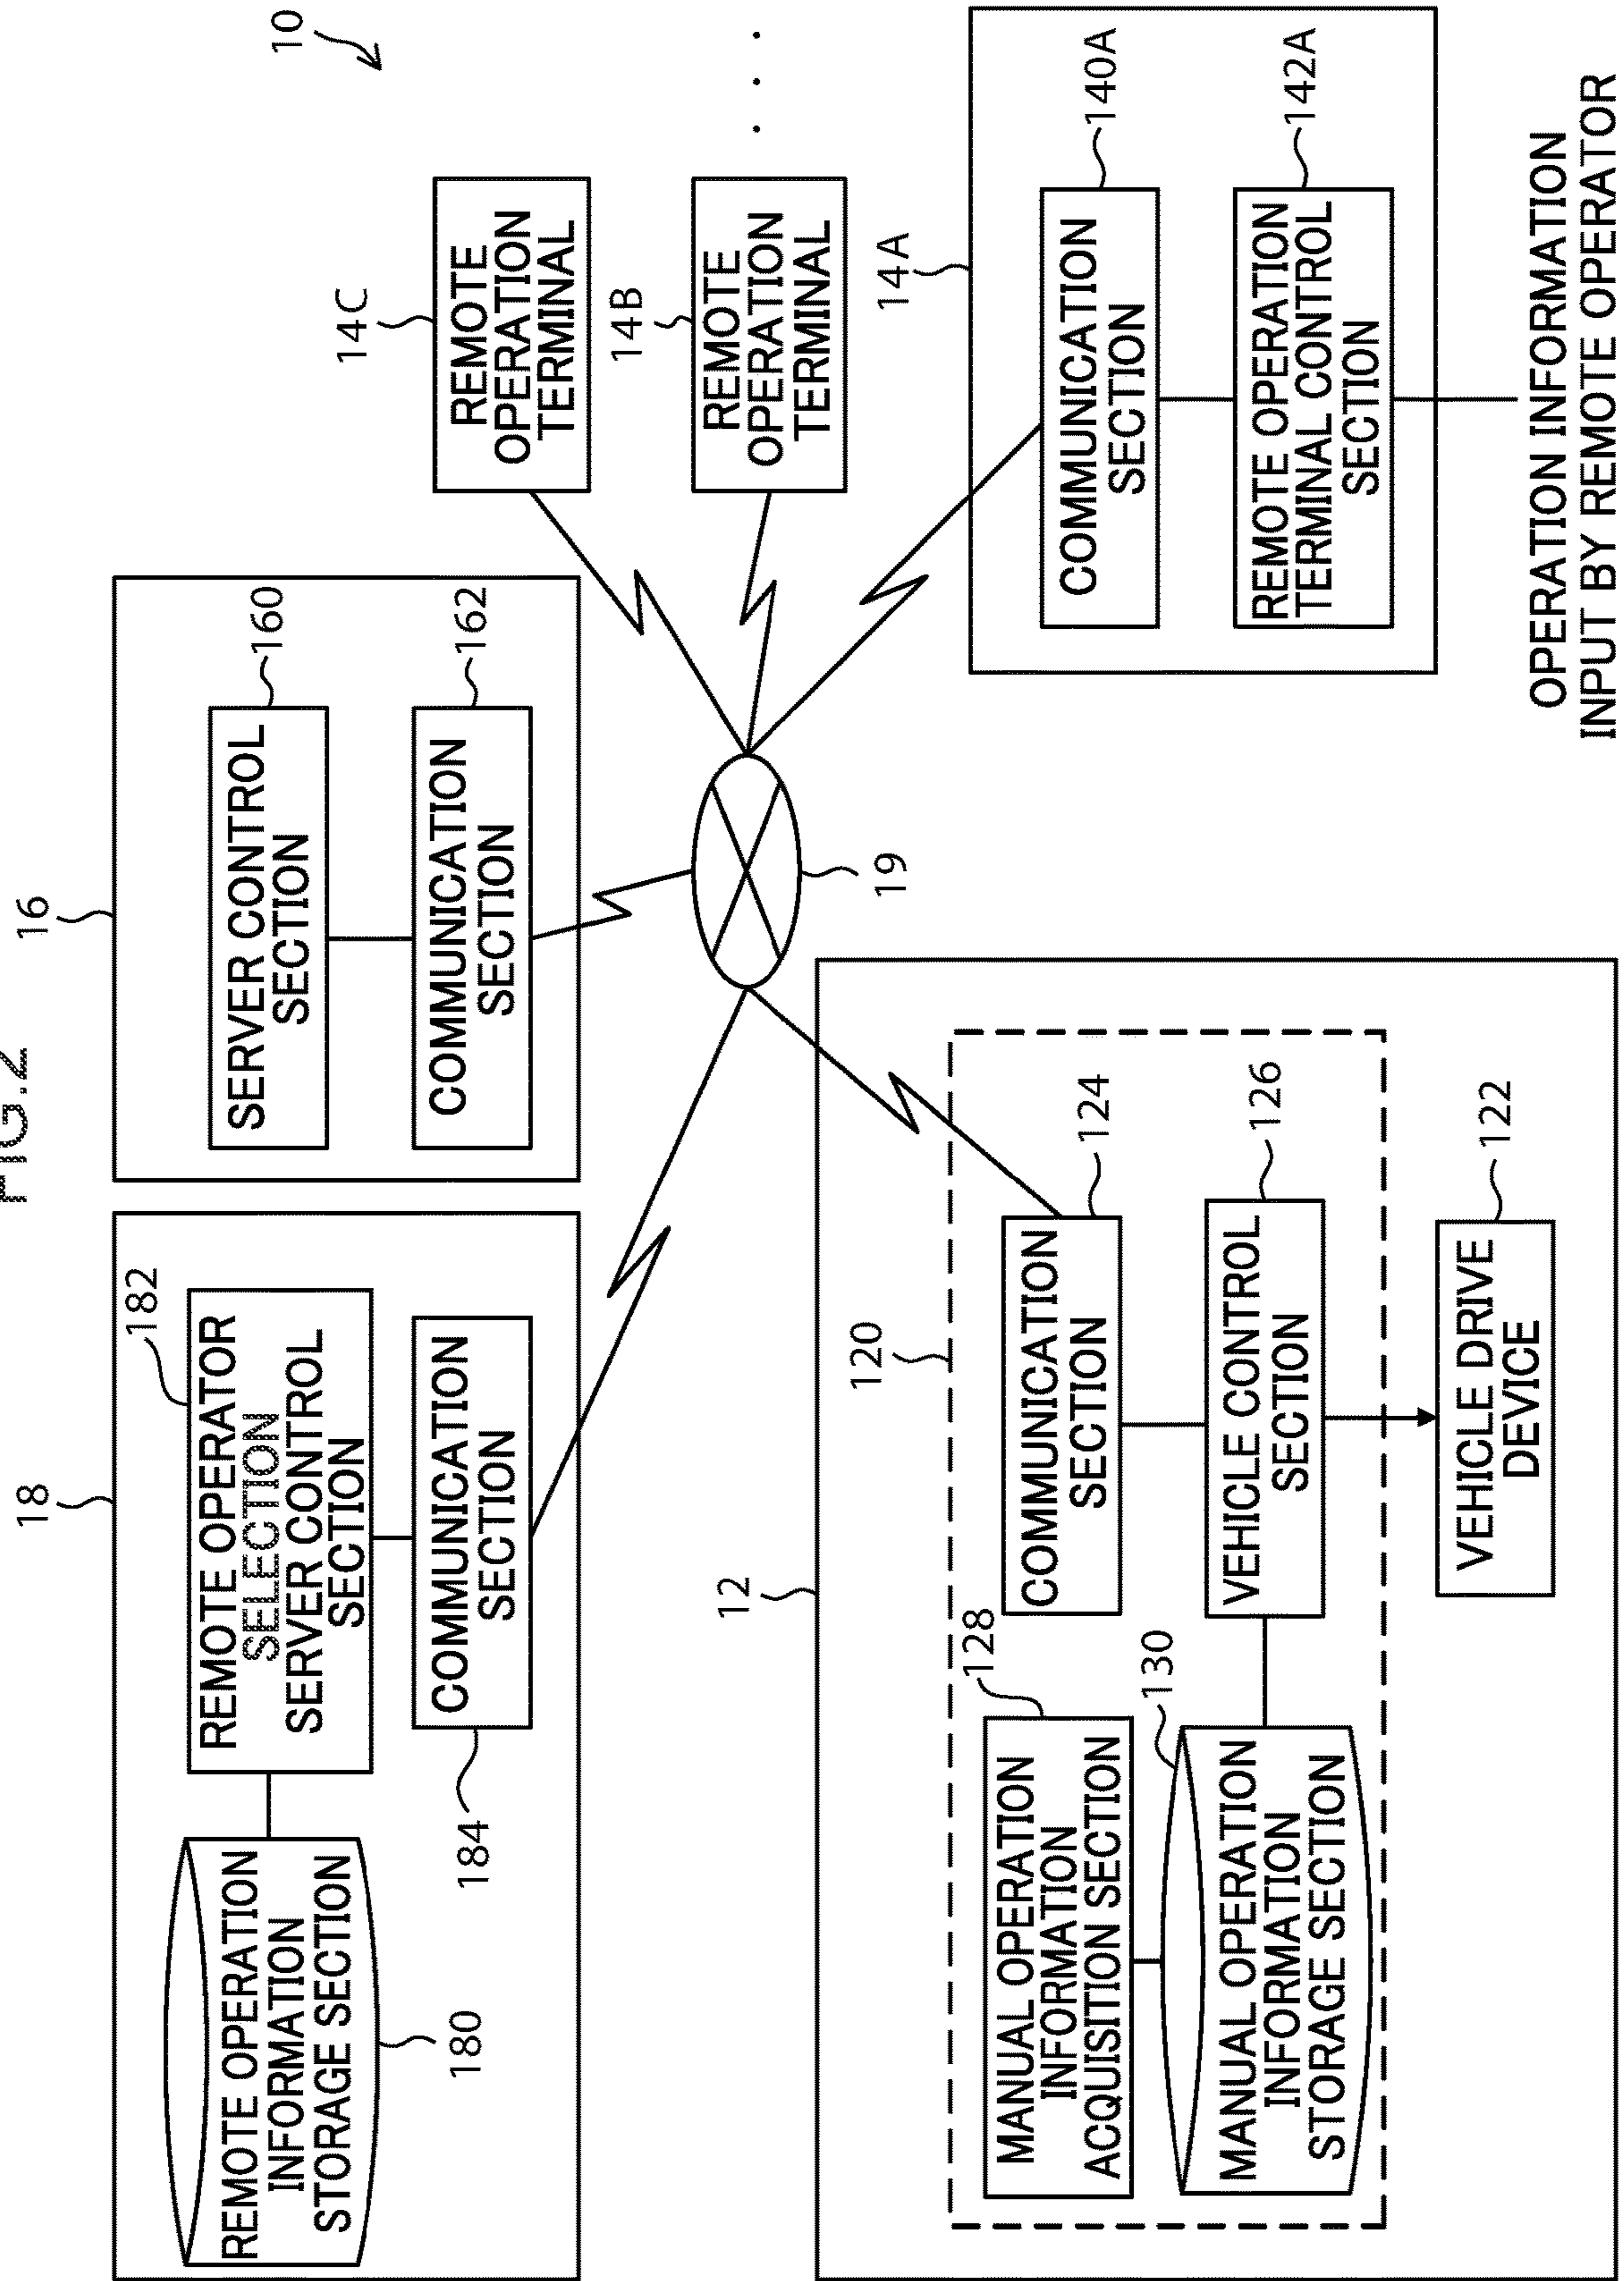 FIG.2
10
18
182
REMOTE OPERATOR
SELECTION
SERVER CONTROL
SECTION
REMOTE OPERATION
INFORMATION
STORAGE SECTION
180
COMMUNICATION
SECTION
184
16
SERVER CONTROL
SECTION
160
COMMUNICATION
SECTION
162
14C
REMOTE
OPERATION
TERMINAL
14B
REMOTE
OPERATION
TERMINAL
. . .
19
12
120
128
MANUAL OPERATION
INFORMATION
ACQUISITION SECTION
130
MANUAL OPERATION
INFORMATION
STORAGE SECTION
COMMUNICATION
SECTION
124
VEHICLE CONTROL
SECTION
126
VEHICLE DRIVE
DEVICE
122
14A
COMMUNICATION
SECTION
140A
REMOTE OPERATION
TERMINAL CONTROL
SECTION
142A
OPERATION INFORMATION
INPUT BY REMOTE OPERATOR